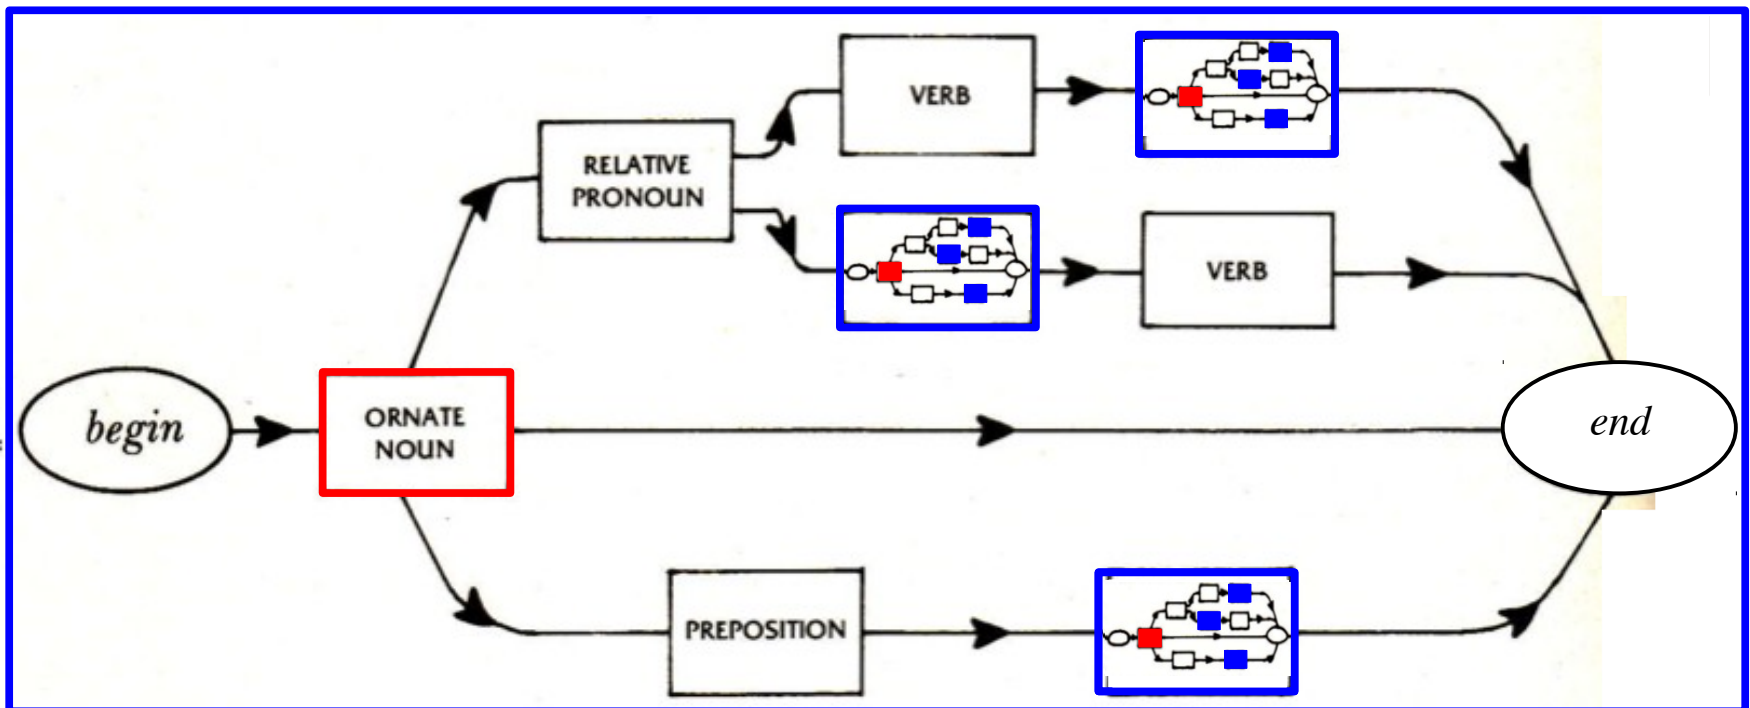 VERB
RELATIVE
PRONOUN
VERB
begin
ORNATE
NOUN
end
PREPOSITION